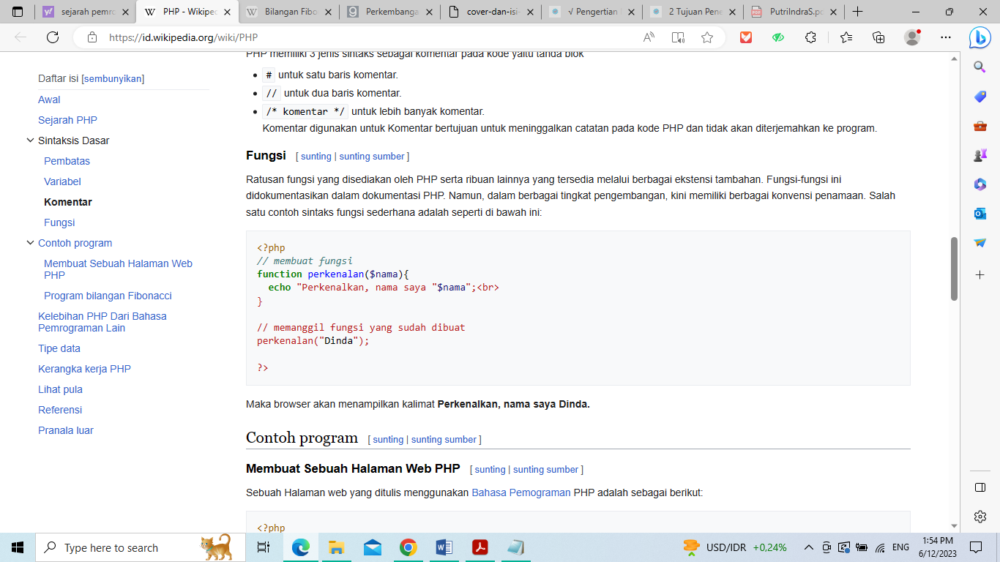 sejarah pemro
PHP - Wikipe
Bilangan Fibo
Perkembanga
cover-dan-isi-
√ Pengertian
2 Tujuan Pene
PutriIndraS.pd
https://id.wikipedia.org/wiki/PHP
PHP memiliki 3 jenis sintaks sebagai komentar pada kode yaitu tanda blok
Daftar isi [sembunyikan]
Awal
Sejarah PHP
Sintaksis Dasar
Pembatas
Variabel
Komentar
Fungsi
Contoh program
Membuat Sebuah Halaman Web
PHP
Program bilangan Fibonacci
Kelebihan PHP Dari Bahasa
Pemrograman Lain
Tipe data
Kerangka kerja PHP
Lihat pula
Referensi
Pranala luar
• # untuk satu baris komentar.
• // untuk dua baris komentar.
• /* komentar */ untuk lebih banyak komentar.
Komentar digunakan untuk Komentar bertujuan untuk meninggalkan catatan pada kode PHP dan tidak akan diterjemahkan ke program.
Fungsi [ sunting | sunting sumber ]
Ratusan fungsi yang disediakan oleh PHP serta ribuan lainnya yang tersedia melalui berbagai ekstensi tambahan. Fungsi-fungsi ini
didokumentasikan dalam dokumentasi PHP. Namun, dalam berbagai tingkat pengembangan, kini memiliki berbagai konvensi penamaan. Salah
satu contoh sintaks fungsi sederhana adalah seperti di bawah ini:
<?php
// membuat fungsi
function perkenalan($nama){
echo "Perkenalkan, nama saya "$nama";<br>
}
// memanggil fungsi yang sudah dibuat
perkenalan("Dinda");
?>
Maka browser akan menampilkan kalimat Perkenalkan, nama saya Dinda.
Contoh program [ sunting | sunting sumber ]
Membuat Sebuah Halaman Web PHP [ sunting | sunting sumber ]
Sebuah Halaman web yang ditulis menggunakan Bahasa Pemograman PHP adalah sebagai berikut:
<?php
Type here to search
USD/IDR +0,24%
ENG
1:54 PM
6/12/2023